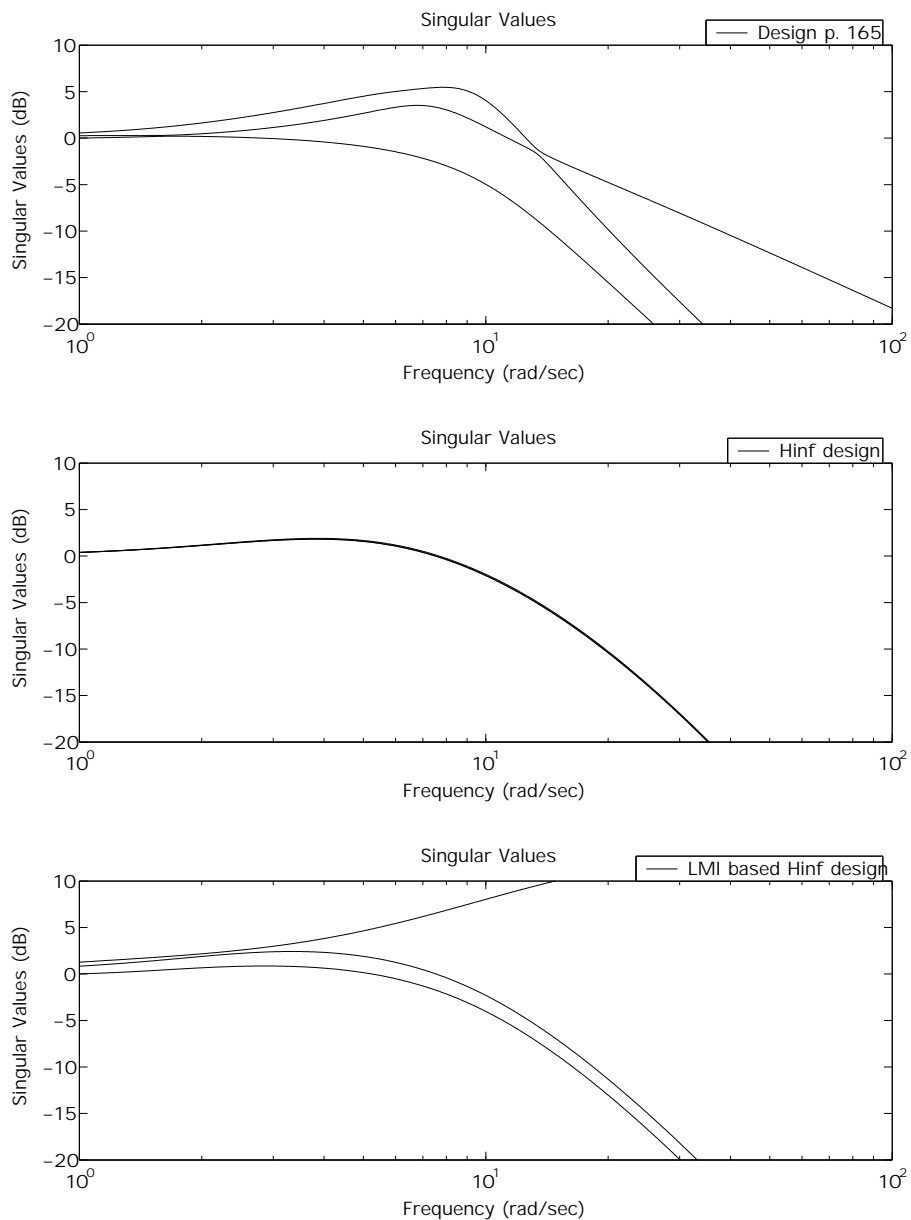 Singular Values
Design p. 165
10
5
0
−5
−10
−15
−20
Singular Values (dB)
10^0
10^1
10^2
Frequency (rad/sec)
Singular Values
Hinf design
10
5
0
−5
−10
−15
−20
Singular Values (dB)
10^0
10^1
10^2
Frequency (rad/sec)
Singular Values
LMI based Hinf design
10
5
0
−5
−10
−15
−20
Singular Values (dB)
10^0
10^1
10^2
Frequency (rad/sec)